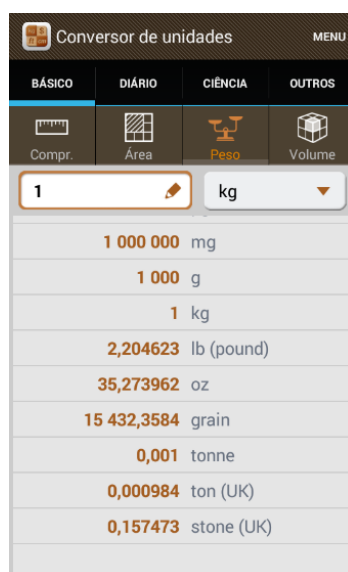 Conversor de unidades MENU
BÁSICO DIÁRIO CIÊNCIA OUTROS
Compr. Área Peso Volume
1 kg
1 000 000 mg
1 000 g
1 kg
2,204623 lb (pound)
35,273962 oz
15 432,3584 grain
0,001 tonne
0,000984 ton (UK)
0,157473 stone (UK)